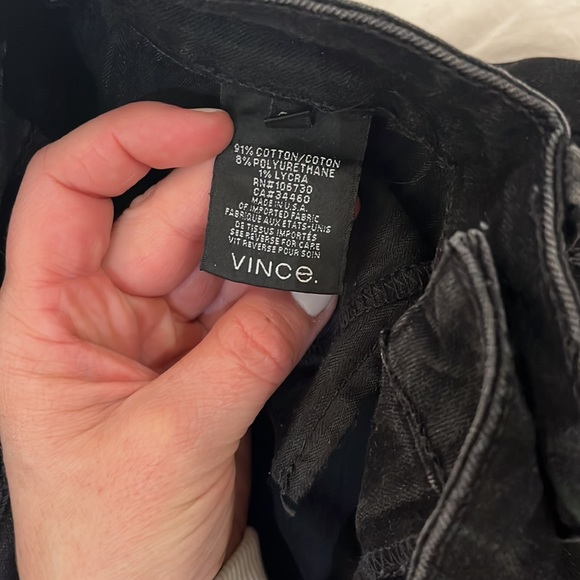 91% COTTON/COTON
8% POLYURETHANE
1% LYCRA
RN#106730
CA#34460
MADE IN U.S.A.
OF IMPORTED FABRIC
FABRIQUE AUX ETATS-UNIS
DE TISSUS IMPORTÉS
SEE REVERSE FOR CARE
VIT REVERSE POUR SOIN
VINCe.